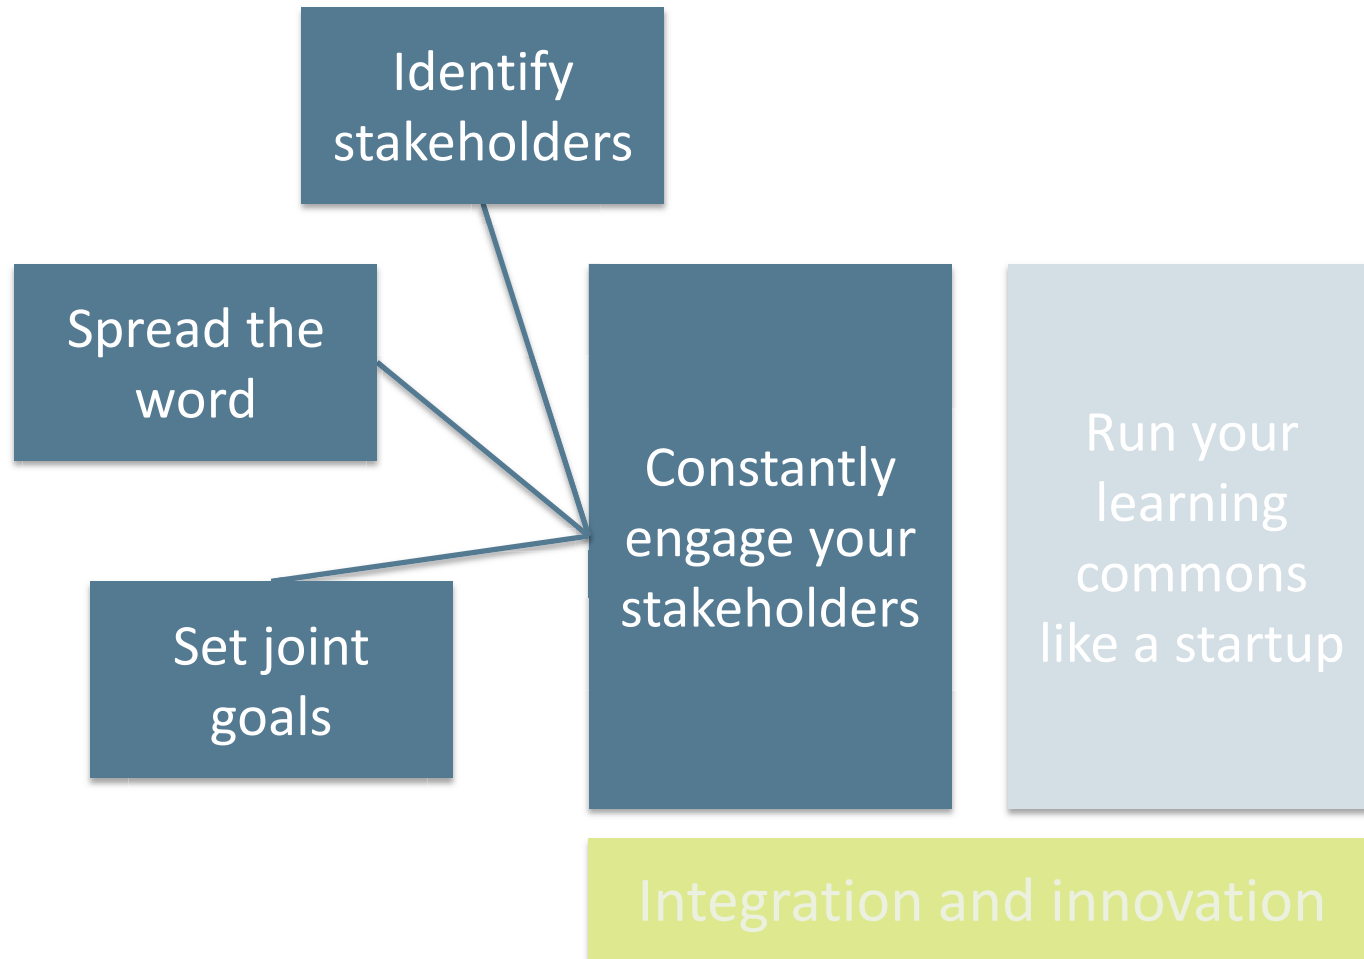 Identify
stakeholders
Spread the
word
Set joint
goals
Constantly
engage your
stakeholders
Run your
learning
commons
like a startup
Integration and innovation